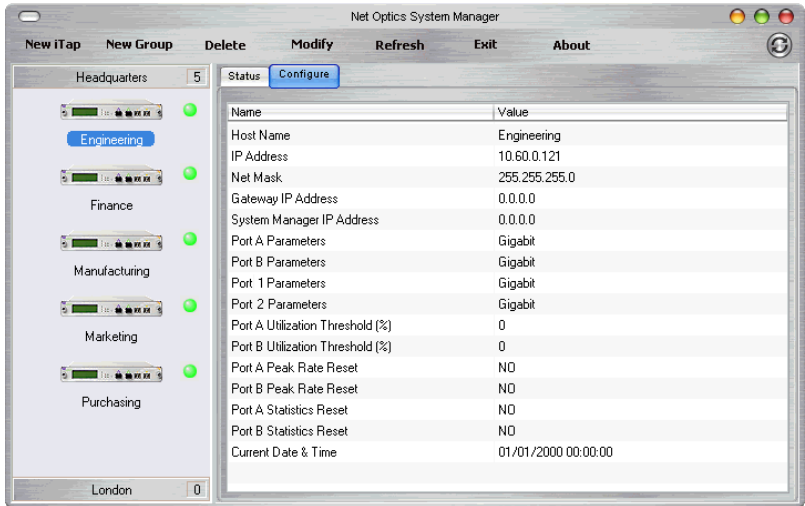 Net Optics System Manager
New iTap New Group Delete Modify Refresh Exit About
Headquarters 5
Status Configure
Engineering
Finance
Manufacturing
Marketing
Purchasing
London 0
Name Value
Host Name Engineering
IP Address 10.60.0.121
Net Mask 255.255.255.0
Gateway IP Address 0.0.0.0
System Manager IP Address 0.0.0.0
Port A Parameters Gigabit
Port B Parameters Gigabit
Port 1 Parameters Gigabit
Port 2 Parameters Gigabit
Port A Utilization Threshold (%) 0
Port B Utilization Threshold (%) 0
Port A Peak Rate Reset NO
Port B Peak Rate Reset NO
Port A Statistics Reset NO
Port B Statistics Reset NO
Current Date & Time 01/01/2000 00:00:00